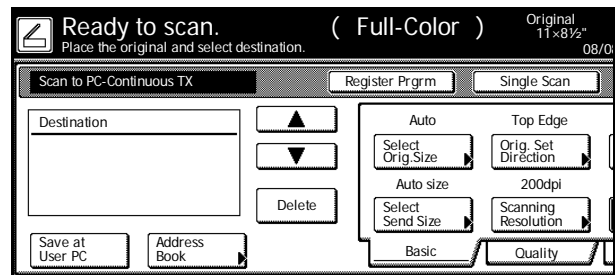 Ready to scan.
( Full-Color )
Original
11×8½"
Place the original and select destination.
08/0
Scan to PC-Continuous TX
Register Prgrm
Single Scan
Destination
Auto
Top Edge
Select
Orig.Size
Orig. Set
Direction
Auto size
200dpi
Delete
Select
Send Size
Scanning
Resolution
Save at
User PC
Address
Book
Basic
Quality